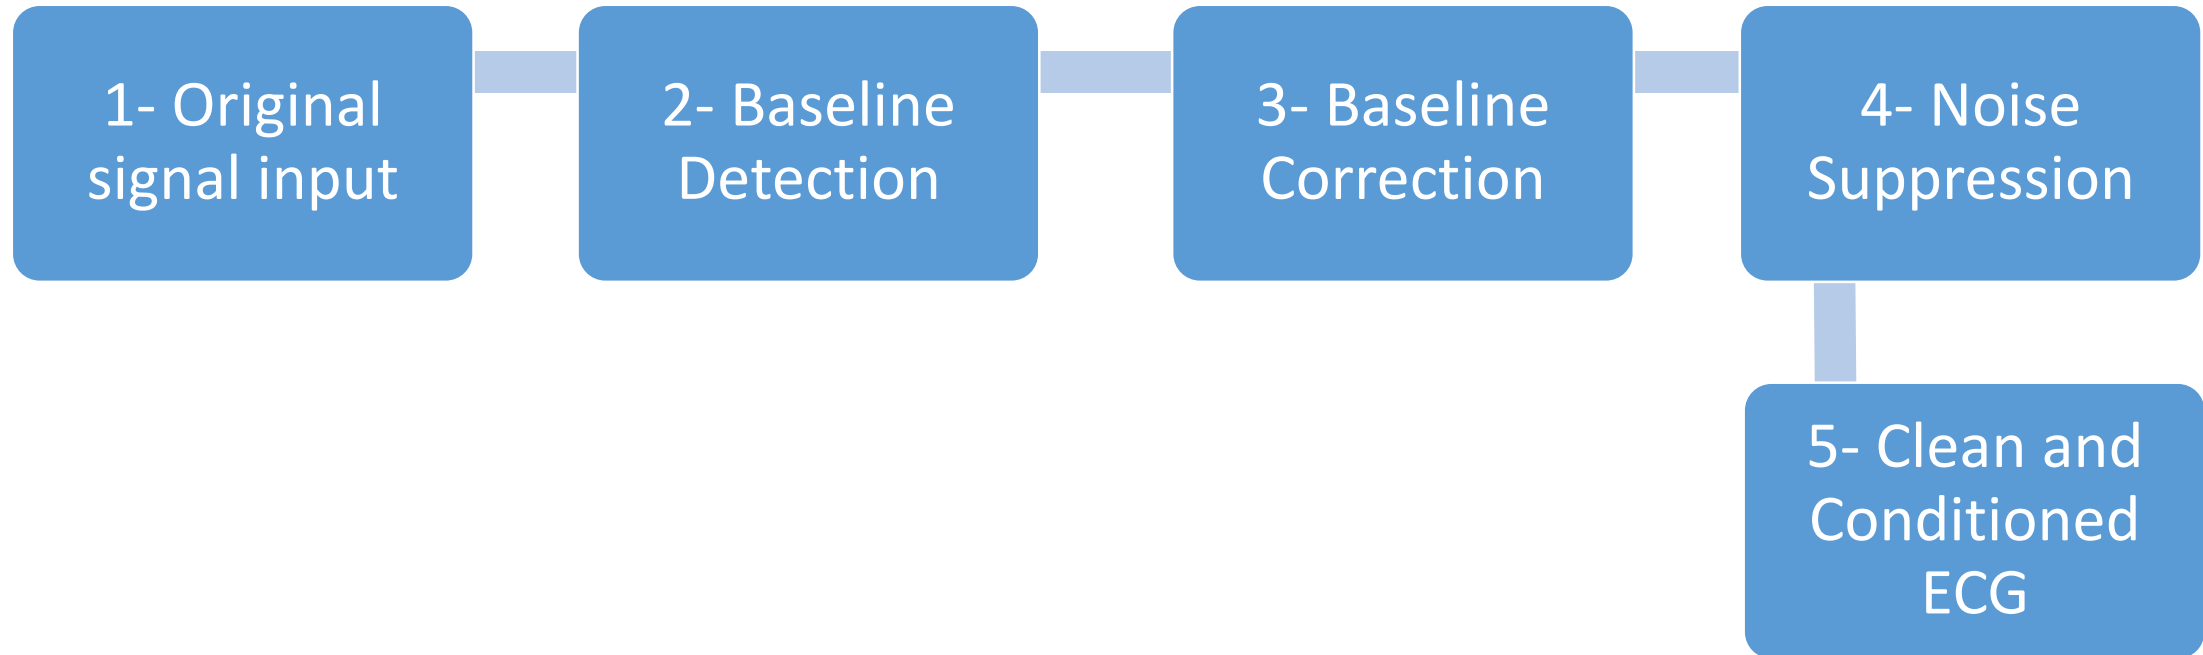 1- Original
signal input
2- Baseline
Detection
3- Baseline
Correction
4- Noise
Suppression
5- Clean and
Conditioned
ECG